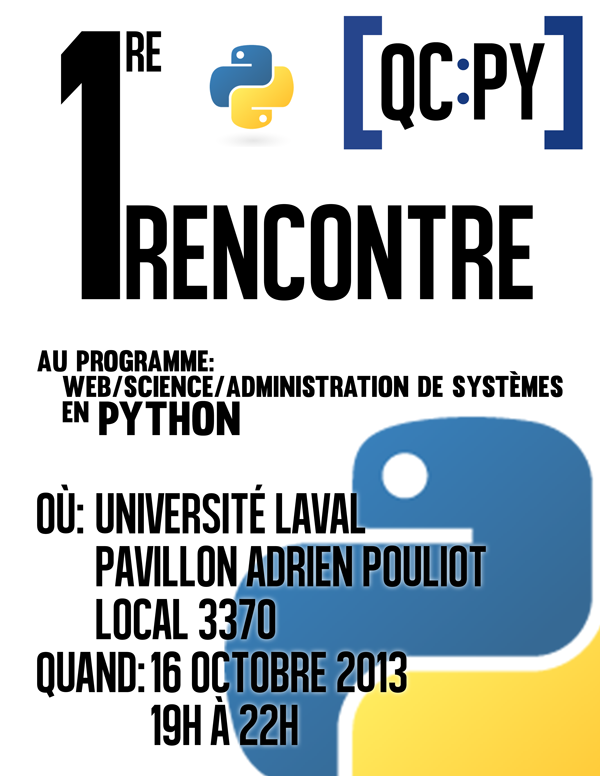 1RE
[QC:PY]
RENCONTRE
AU PROGRAMME:
WEB/SCIENCE/ADMINISTRATION DE SYSTÈMES
EN PYTHON
OÙ: UNIVERSITÉ LAVAL
PAVILLON ADRIEN POULIOT
LOCAL 3370
QUAND: 16 OCTOBRE 2013
19H À 22H